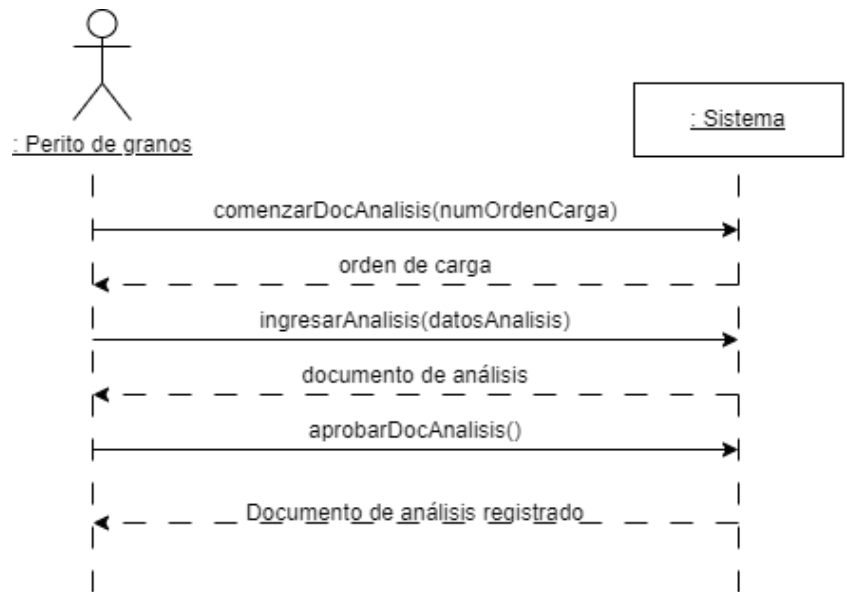 : Perito de granos
: Sistema
comenzarDocAnalisis(numOrdenCarga)
orden de carga
ingresarAnalisis(datosAnalisis)
documento de análisis
aprobarDocAnalisis()
Documento de análisis registrado